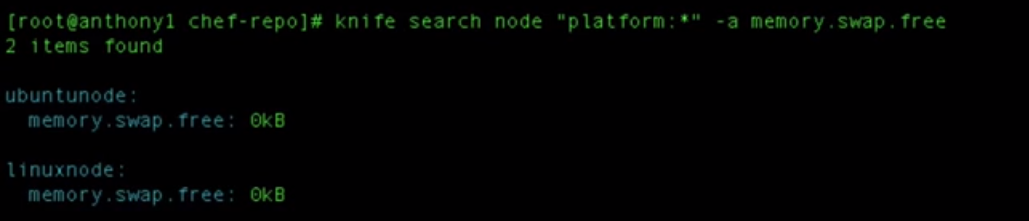 [root@anthony1 chef-repo]# knife search node "platform:*" -a memory.swap.free
2 items found
ubuntunode:
memory.swap.free: 0kB
linuxnode:
memory.swap.free: 0kB